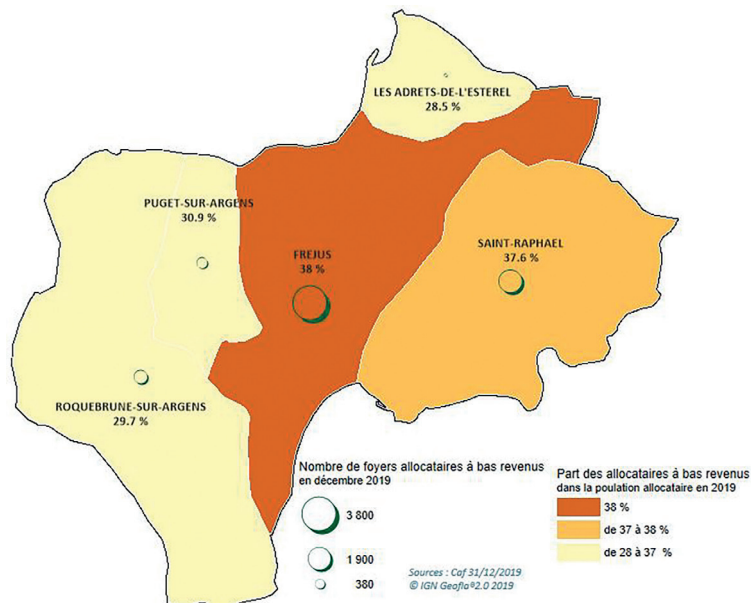 LES ADRETS-DE-L'ESTEREL
28.5 %
PUGET-SUR-ARGENS
30.9 %
SAINT-RAPHAEL
37.6 %
FREJUS
38 %
ROQUEBRUNE-SUR-ARGENS
29.7 %
Nombre de foyers allocataires à bas revenus
en décembre 2019
3 800
1 900
380
Part des allocataires à bas revenus
dans la poulation allocataire en 2019
38 %
de 37 à 38 %
de 28 à 37 %
Sources : Caf 31/12/2019
© IGN Geofla®2.0 2019